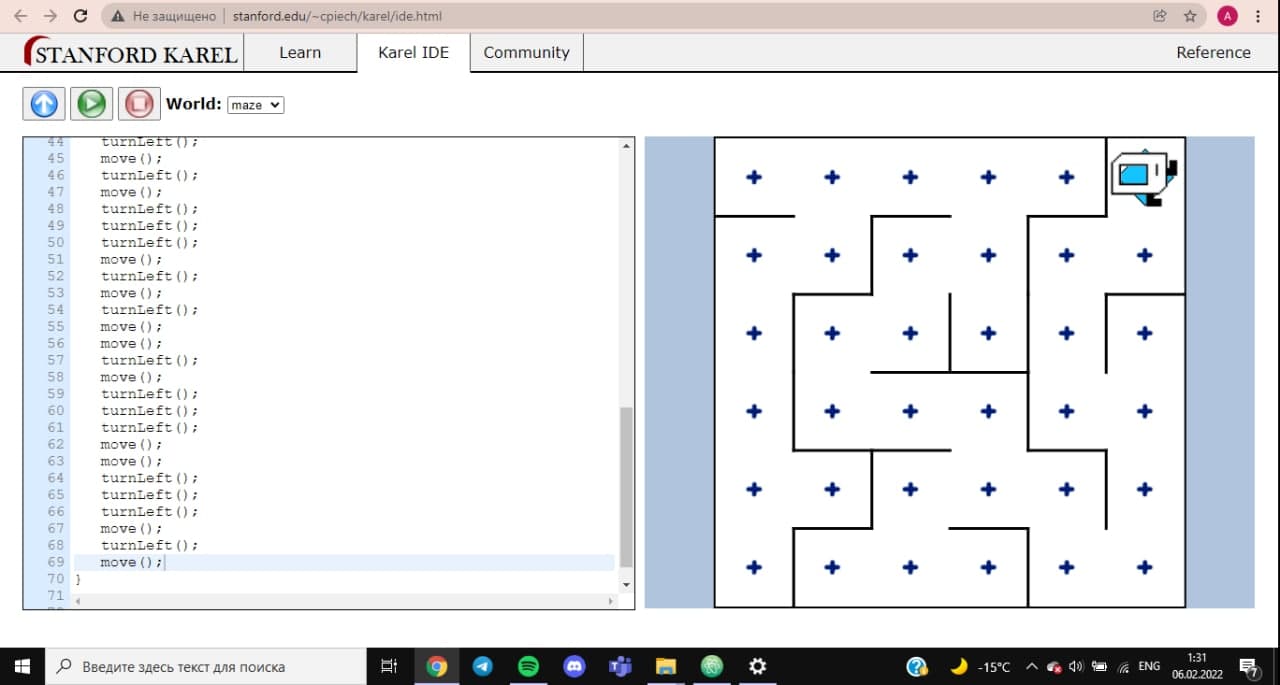 Не защищено | stanford.edu/~cpiech/karel/ide.html
A
STANFORD KAREL
Learn
Karel IDE
Community
Reference
World: maze
44 turnLeft();
45 move();
46 turnLeft();
47 move();
48 turnLeft();
49 turnLeft();
50 turnLeft();
51 move();
52 turnLeft();
53 move();
54 turnLeft();
55 move();
56 move();
57 turnLeft();
58 move();
59 turnLeft();
60 turnLeft();
61 turnLeft();
62 move();
63 move();
64 turnLeft();
65 turnLeft();
66 turnLeft();
67 move();
68 turnLeft();
69 move();
70 }
71
Введите здесь текст для поиска
-15°C
ENG
1:31
06.02.2022
7